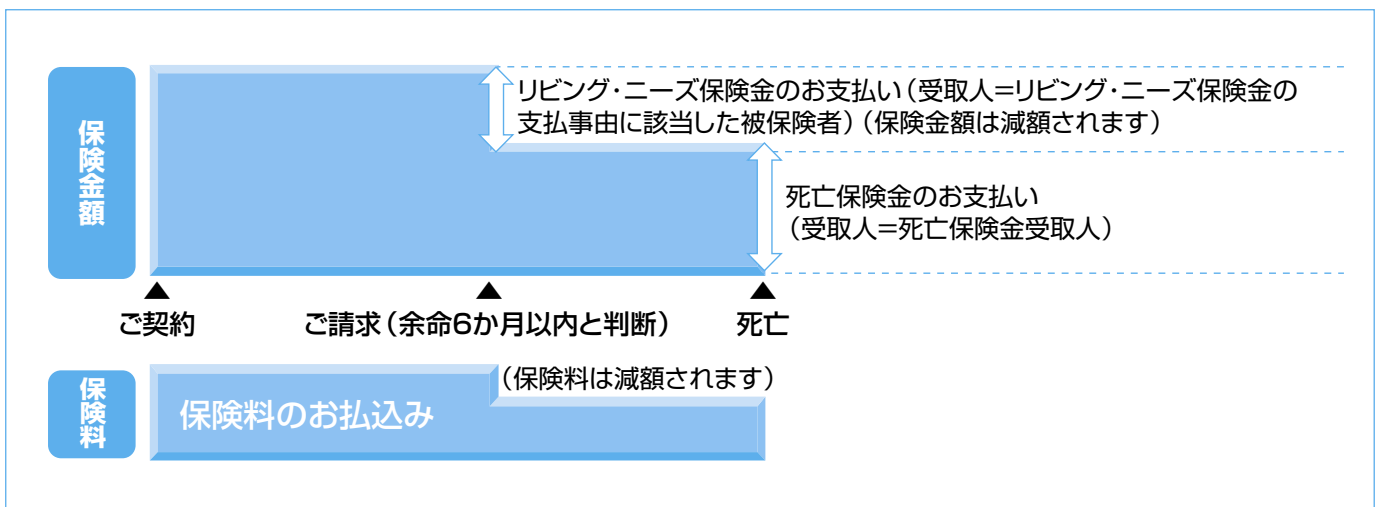 保険金額
リビング・ニーズ保険金のお支払い（受取人＝リビング・ニーズ保険金の
支払事由に該当した被保険者）（保険金額は減額されます）
死亡保険金のお支払い
（受取人＝死亡保険金受取人）
▲ ▲ ▲
ご契約 ご請求（余命6か月以内と判断） 死亡
保険料
（保険料は減額されます）
保険料のお払込み